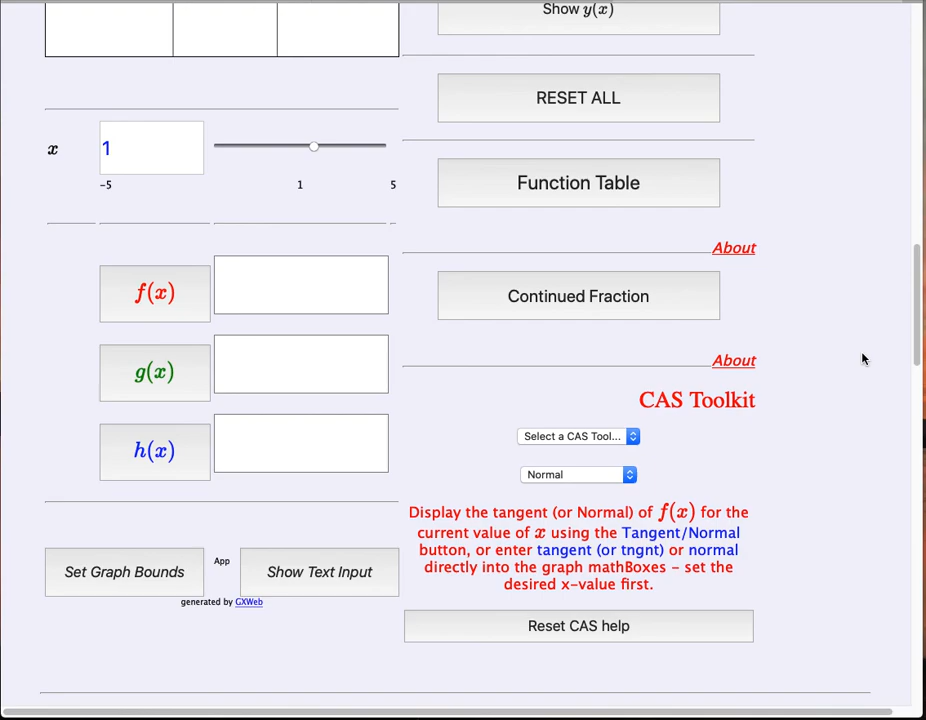 Show y(x)
RESET ALL
x
1
-5
1
5
Function Table
About
f(x)
Continued Fraction
g(x)
About
CAS Toolkit
h(x)
Select a CAS Tool...
Normal
Display the tangent (or Normal) of f(x) for the
current value of x using the Tangent/Normal
button, or enter tangent (or tngnt) or normal
directly into the graph mathBoxes - set the
desired x-value first.
Set Graph Bounds
App
Show Text Input
generated by GXWeb
Reset CAS help